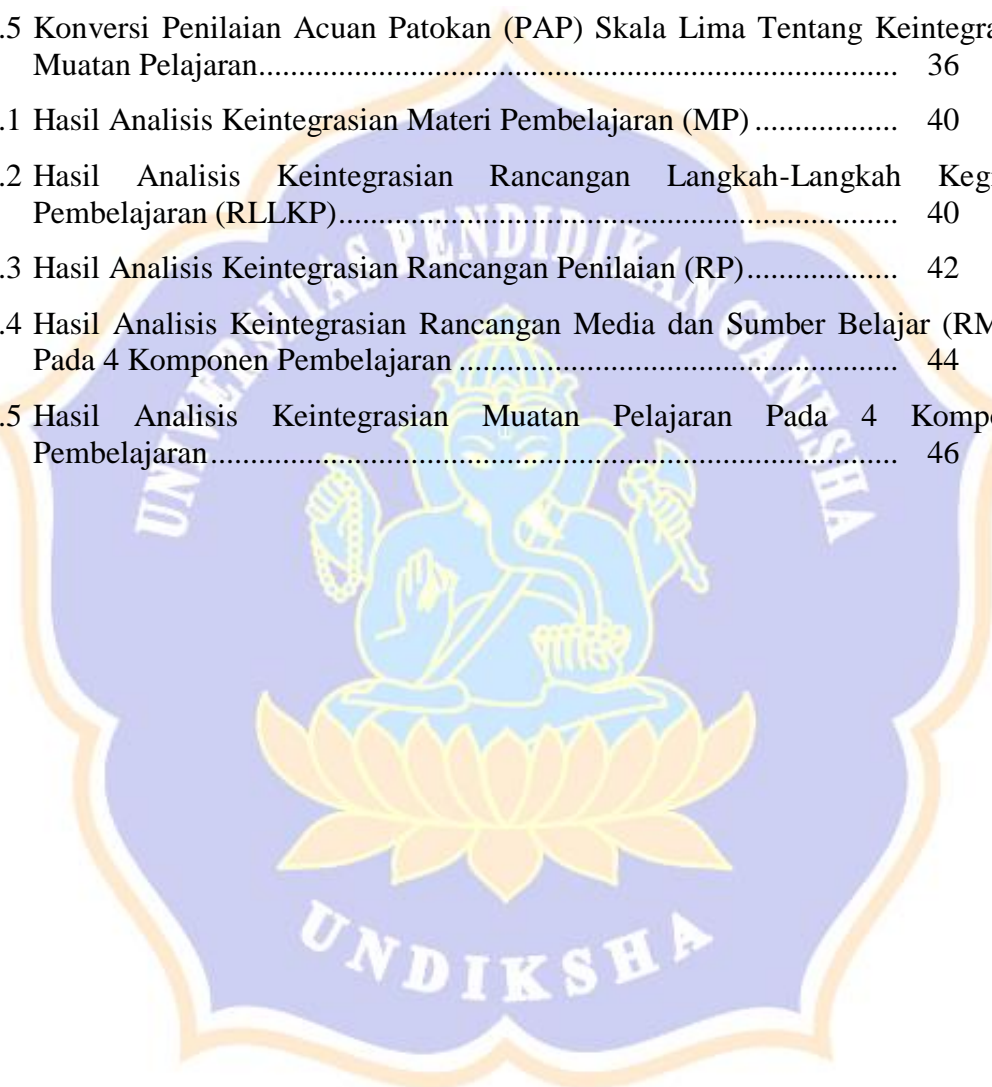 .5 Konversi Penilaian Acuan Patokan (PAP) Skala Lima Tentang Keintegra
Muatan Pelajaran............................................................................... 36
.1 Hasil Analisis Keintegrasian Materi Pembelajaran (MP) .................. 40
.2 Hasil Analisis Keintegrasian Rancangan Langkah-Langkah Keg
Pembelajaran (RLLKP)..................................................................... 40
.3 Hasil Analisis Keintegrasian Rancangan Penilaian (RP)................... 42
.4 Hasil Analisis Keintegrasian Rancangan Media dan Sumber Belajar (RM
Pada 4 Komponen Pembelajaran ...................................................... 44
.5 Hasil Analisis Keintegrasian Muatan Pelajaran Pada 4 Kompo
Pembelajaran..................................................................................... 46
UNIVERSITAS PENDIDIKAN GANESHA
UNDIKSHA